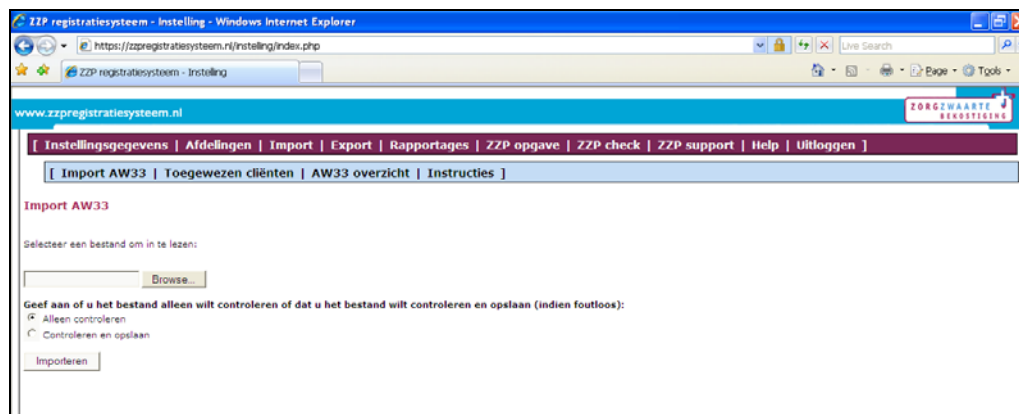 ZZP registratiesysteem - Instelling - Windows Internet Explorer
https://zzpregistratiesysteem.nl/instelling/index.php
Live Search
ZZP registratiesysteem - Instelling
Page
Tools
www.zzpregistratiesysteem.nl
ZORGZWAARTE
BEKOSTIGING
[ Instellingsgegevens | Afdelingen | Import | Export | Rapportages | ZZP opgave | ZZP check | ZZP support | Help | Uitloggen ]
[ Import AW33 | Toegewezen cliënten | AW33 overzicht | Instructies ]
Import AW33
Selecteer een bestand om in te lezen:
Browse...
Geef aan of u het bestand alleen wilt controleren of dat u het bestand wilt controleren en opslaan (indien foutloos):
Alleen controleren
Controleren en opslaan
Importeren